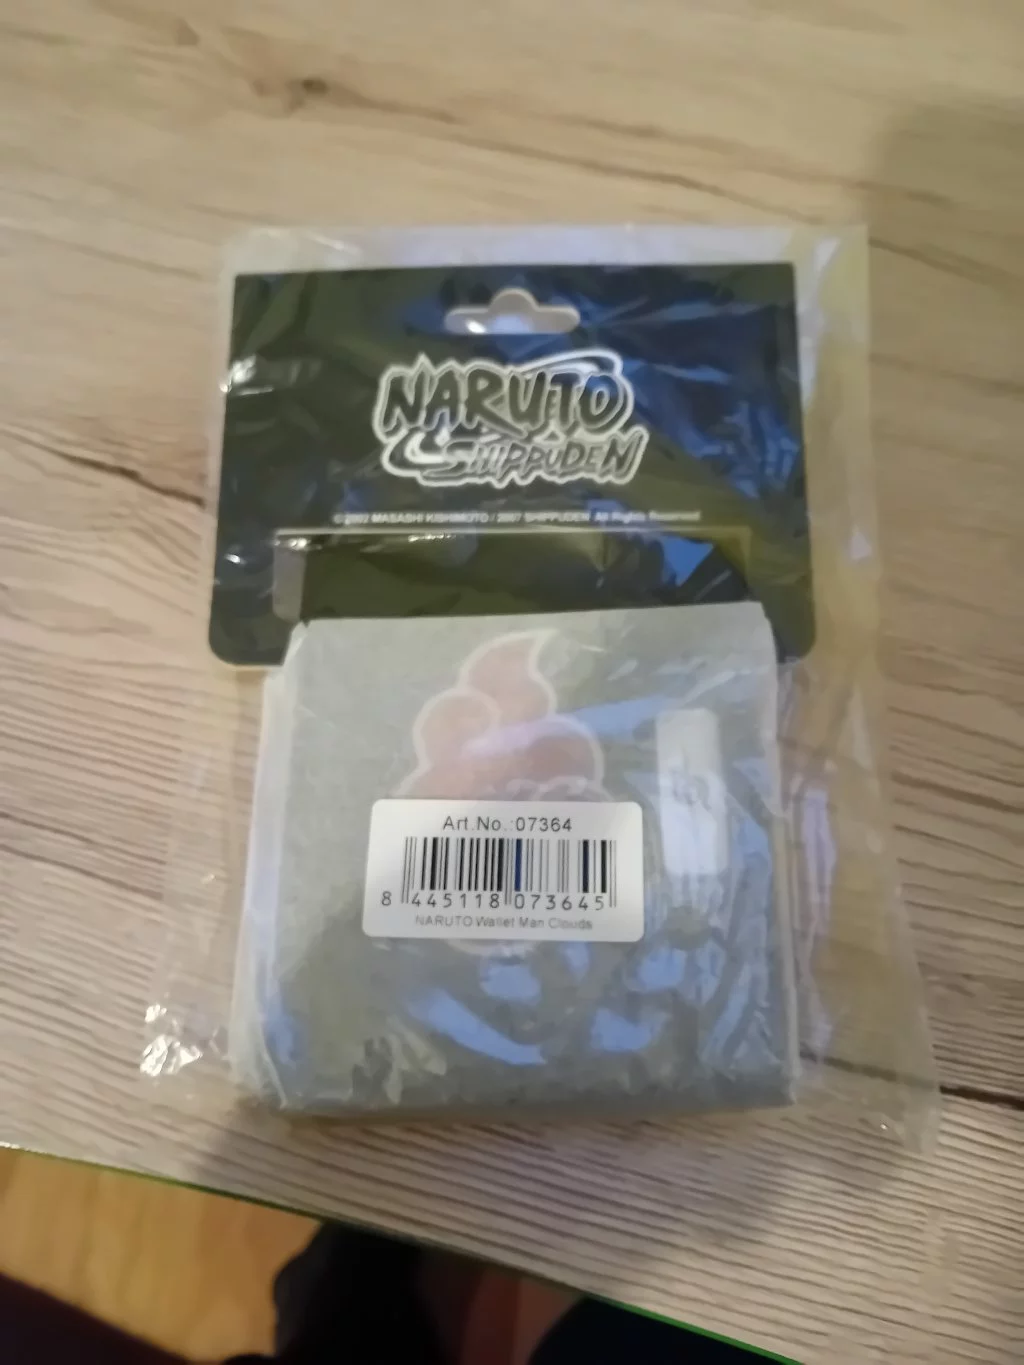 NARUTO
SHIPPUDEN
©2002 MASASHI KISHIMOTO / 2007 SHIPPUDEN All Rights Reserved
Art.No.:07364
8 445118 073645
NARUTO Wallet Man Clouds